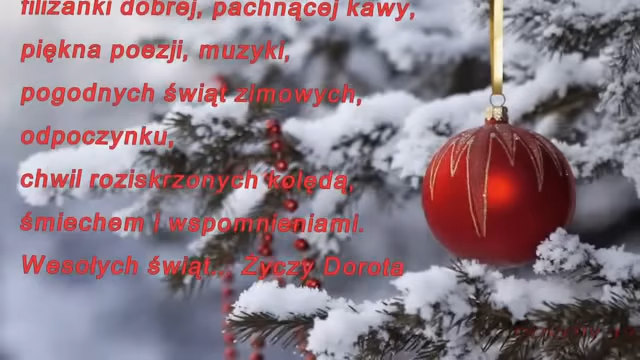 filiżanki dobrej, pachnącej kawy,
piękna poezji, muzyki,
pogodnych świąt zimowych,
odpoczynku,
chwil roziskrzonych kolędą,
śmiechem i wspomnieniami.
Wesołych świąt... Życzy Dorota